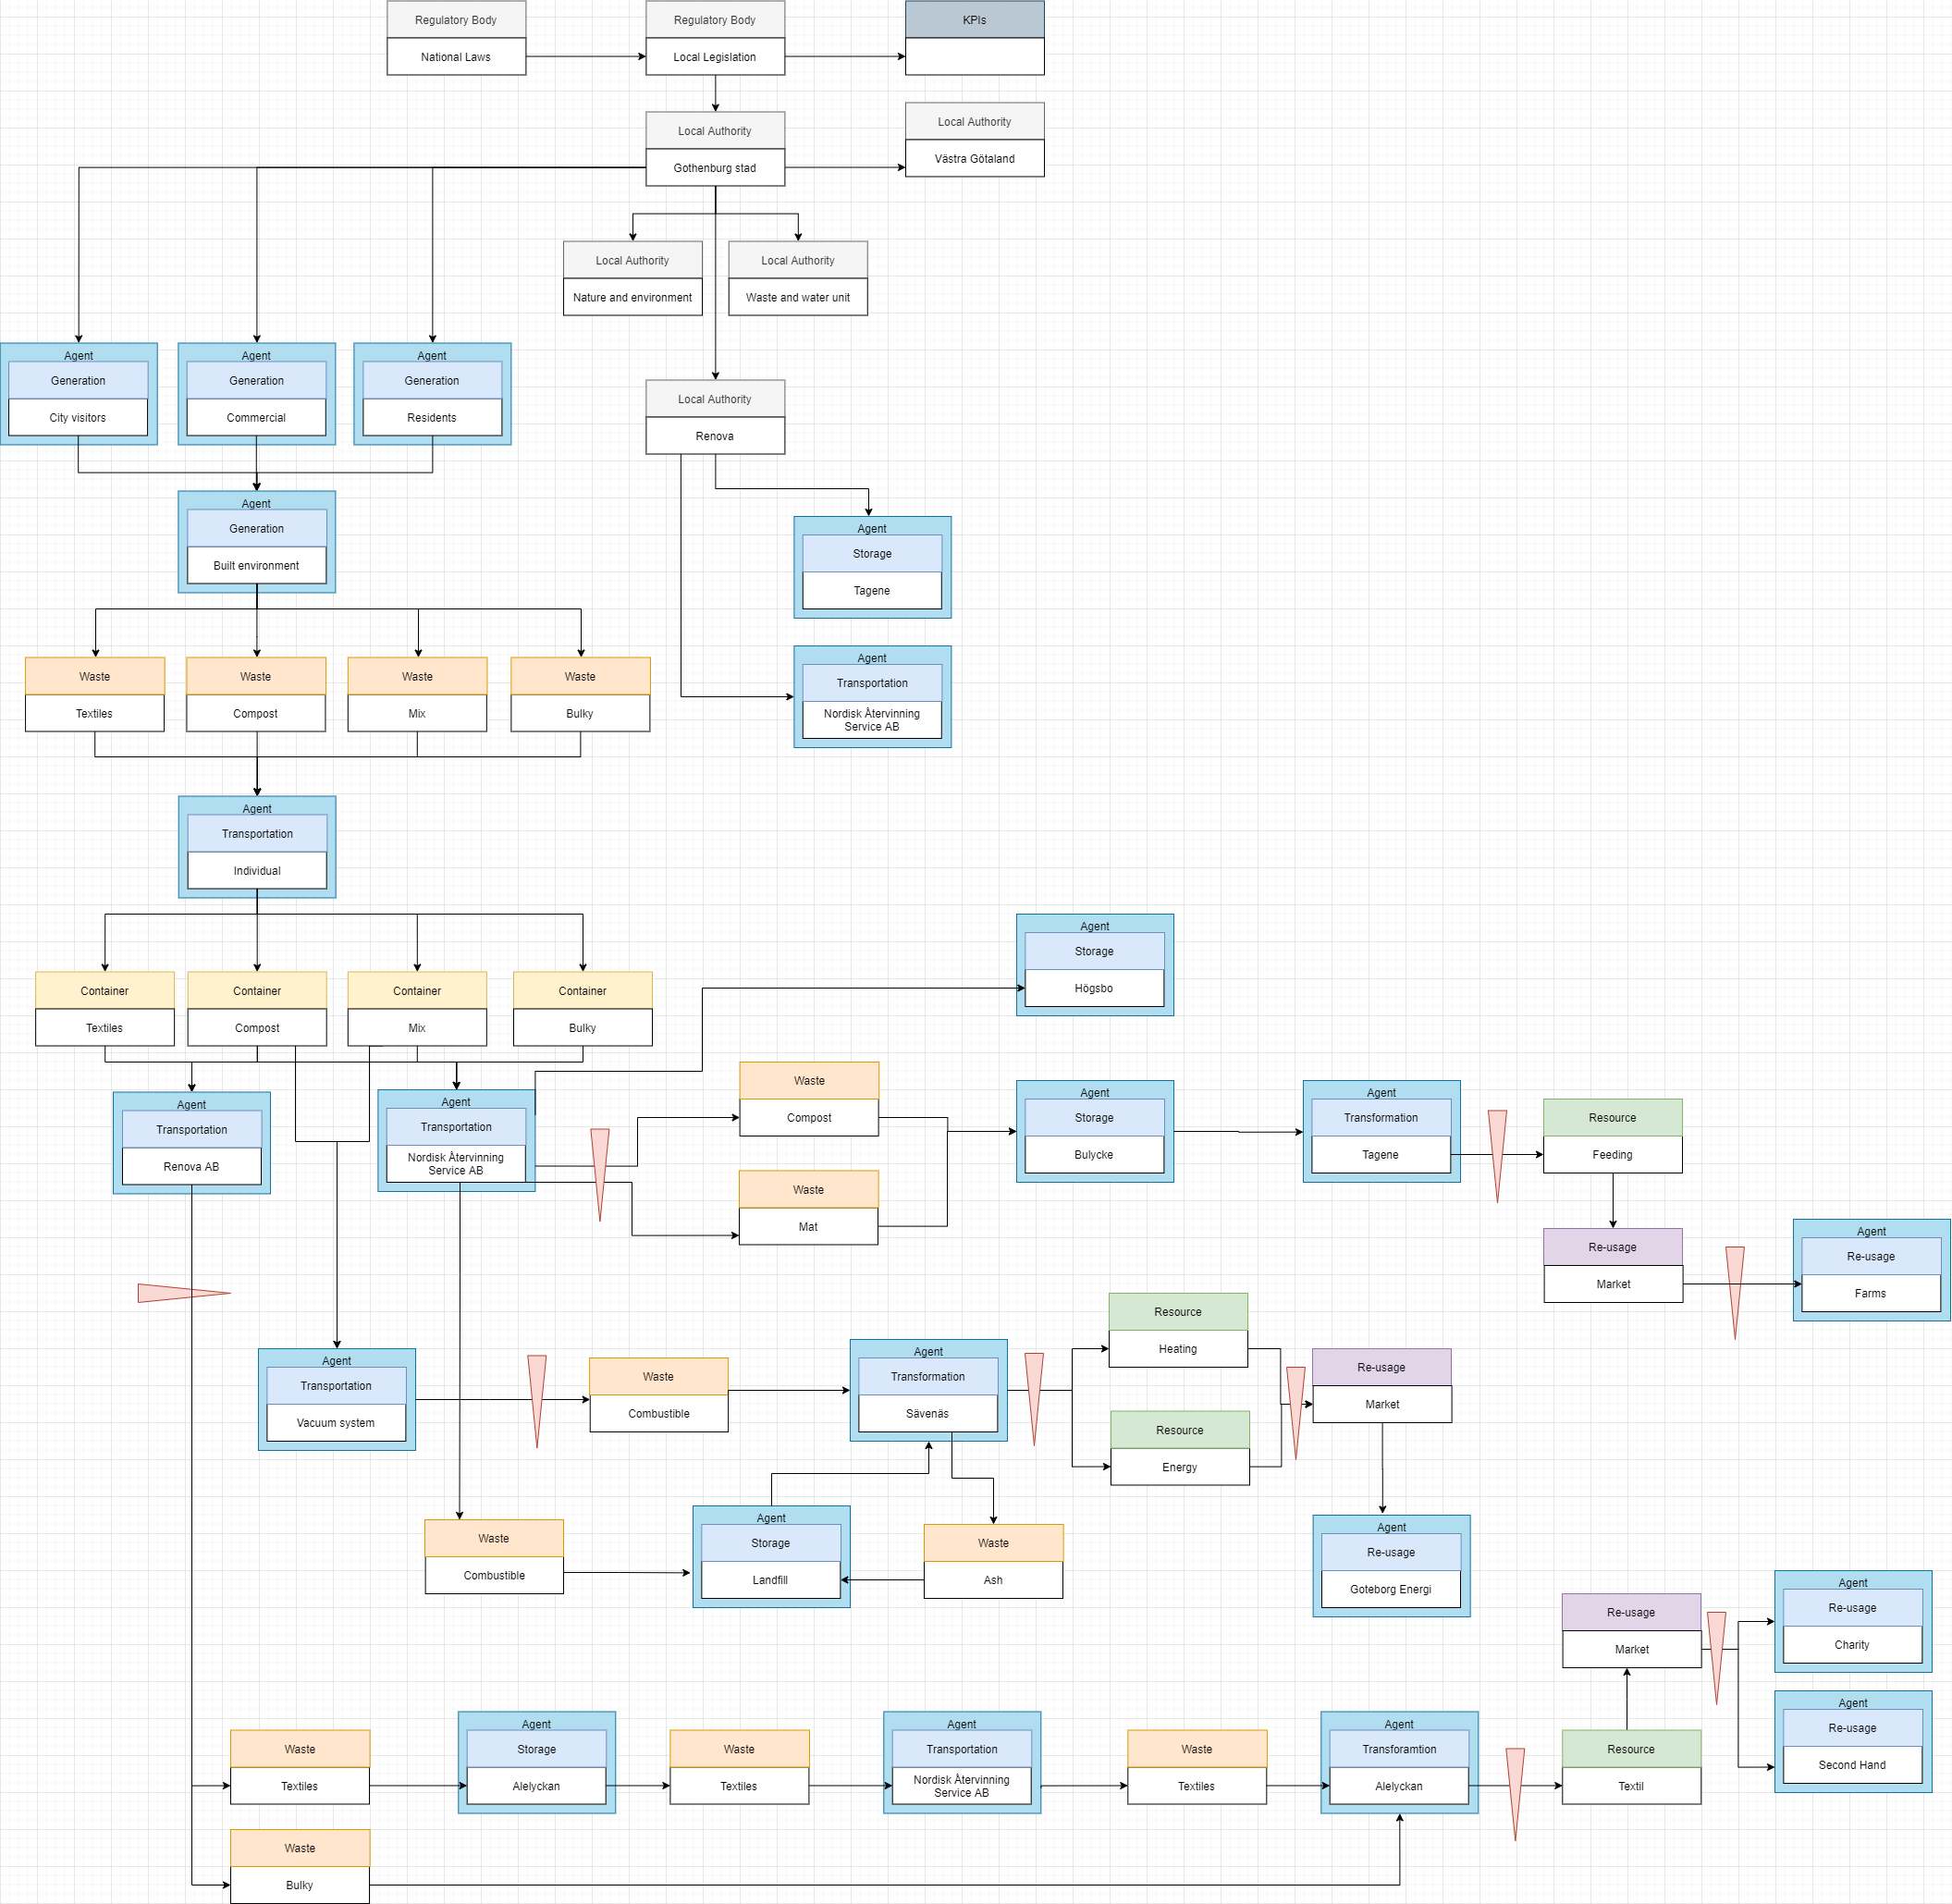 Regulatory Body
National Laws
Regulatory Body
Local Legislation
KPIs
Local Authority
Gothenburg stad
Local Authority
Västra Götaland
Local Authority
Nature and environment
Local Authority
Waste and water unit
Agent
Generation
City visitors
Agent
Generation
Commercial
Agent
Generation
Residents
Local Authority
Renova
Agent
Generation
Built environment
Agent
Storage
Tagene
Waste
Textiles
Waste
Compost
Waste
Mix
Waste
Bulky
Agent
Transportation
Nordisk Återvinning
Service AB
Agent
Transportation
Individual
Agent
Storage
Högsbo
Container
Textiles
Container
Compost
Container
Mix
Container
Bulky
Agent
Transportation
Renova AB
Agent
Transportation
Nordisk Återvinning
Service AB
Waste
Compost
Waste
Mat
Agent
Storage
Bulycke
Agent
Transformation
Tagene
Resource
Feeding
Re-usage
Market
Agent
Re-usage
Farms
Agent
Transportation
Vacuum system
Waste
Combustible
Agent
Transformation
Sävenäs
Resource
Heating
Resource
Energy
Re-usage
Market
Waste
Combustible
Agent
Storage
Landfill
Waste
Ash
Agent
Re-usage
Goteborg Energi
Re-usage
Market
Agent
Re-usage
Charity
Agent
Re-usage
Second Hand
Waste
Textiles
Agent
Storage
Alelyckan
Waste
Textiles
Agent
Transportation
Nordisk Återvinning
Service AB
Waste
Textiles
Agent
Transforamtion
Alelyckan
Resource
Textil
Waste
Bulky